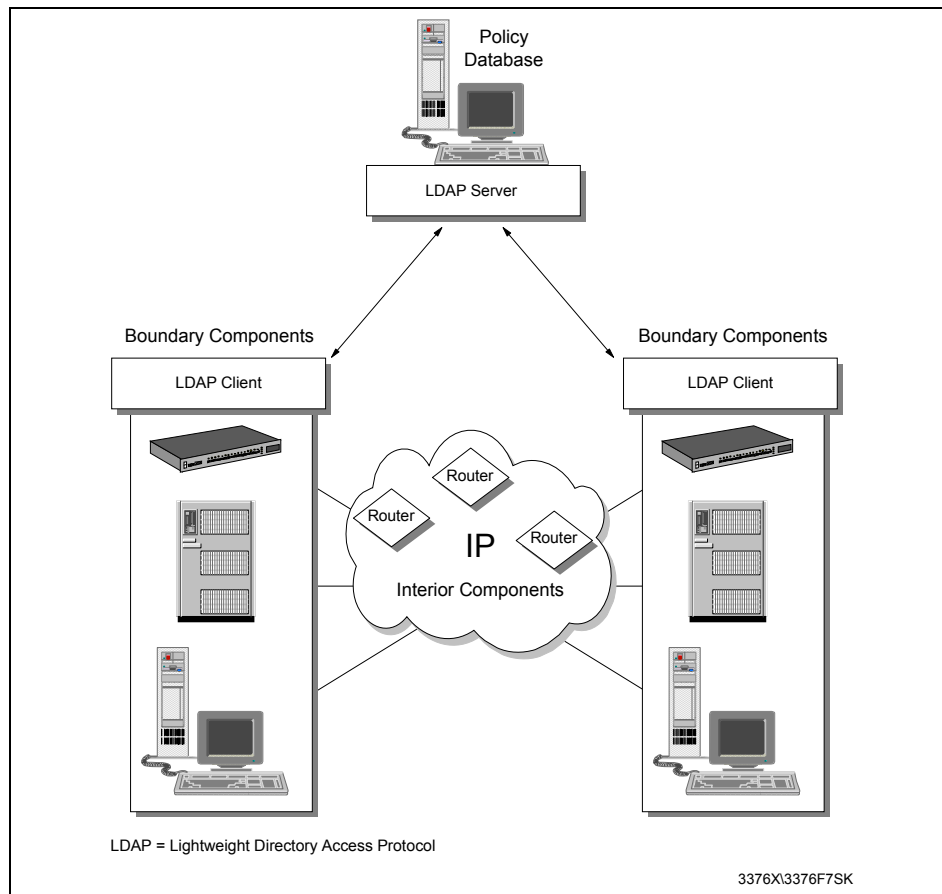 Policy
Database
LDAP Server
Boundary Components
Boundary Components
LDAP Client
LDAP Client
Router
Router
Router
IP
Interior Components
LDAP = Lightweight Directory Access Protocol
3376X\3376F7SK